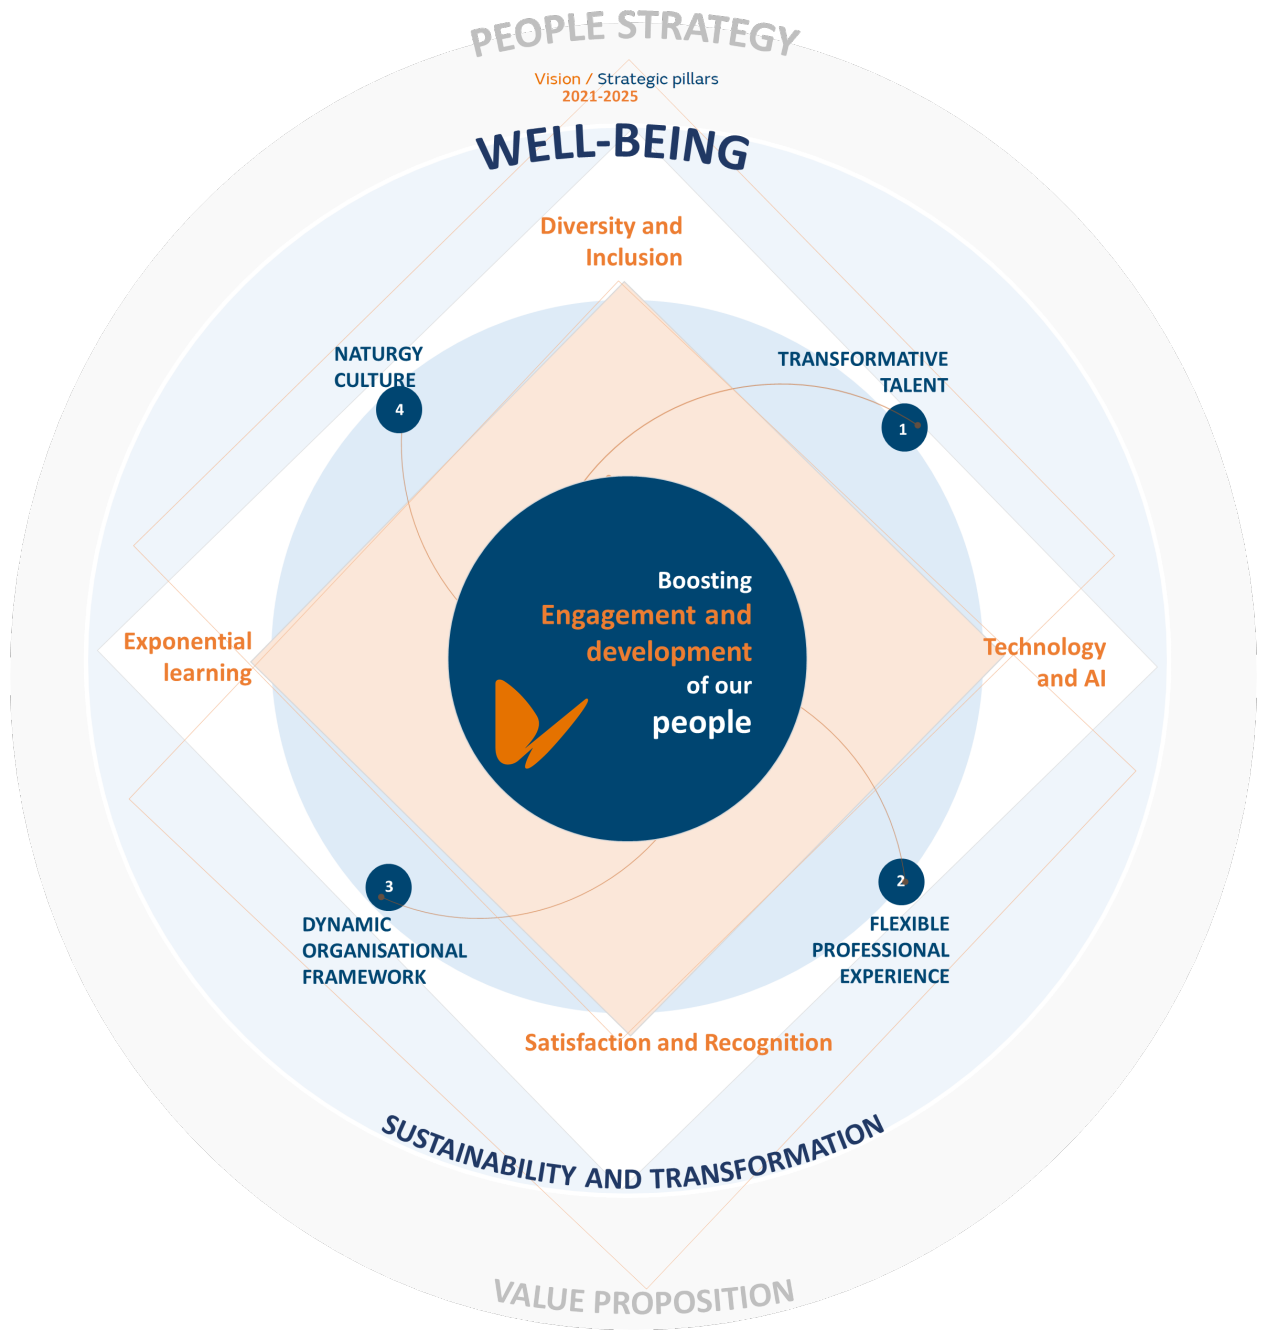 PEOPLE STRATEGY
Vision / Strategic pillars
2021-2025
WELL-BEING
Diversity and
Inclusion
NATURGY
CULTURE
4
TRANSFORMATIVE
TALENT
1
Boosting
Engagement and
development
of our
people
Exponential
learning
Technology
and AI
3
DYNAMIC
ORGANISATIONAL
FRAMEWORK
2
FLEXIBLE
PROFESSIONAL
EXPERIENCE
Satisfaction and Recognition
SUSTAINABILITY AND TRANSFORMATION
VALUE PROPOSITION